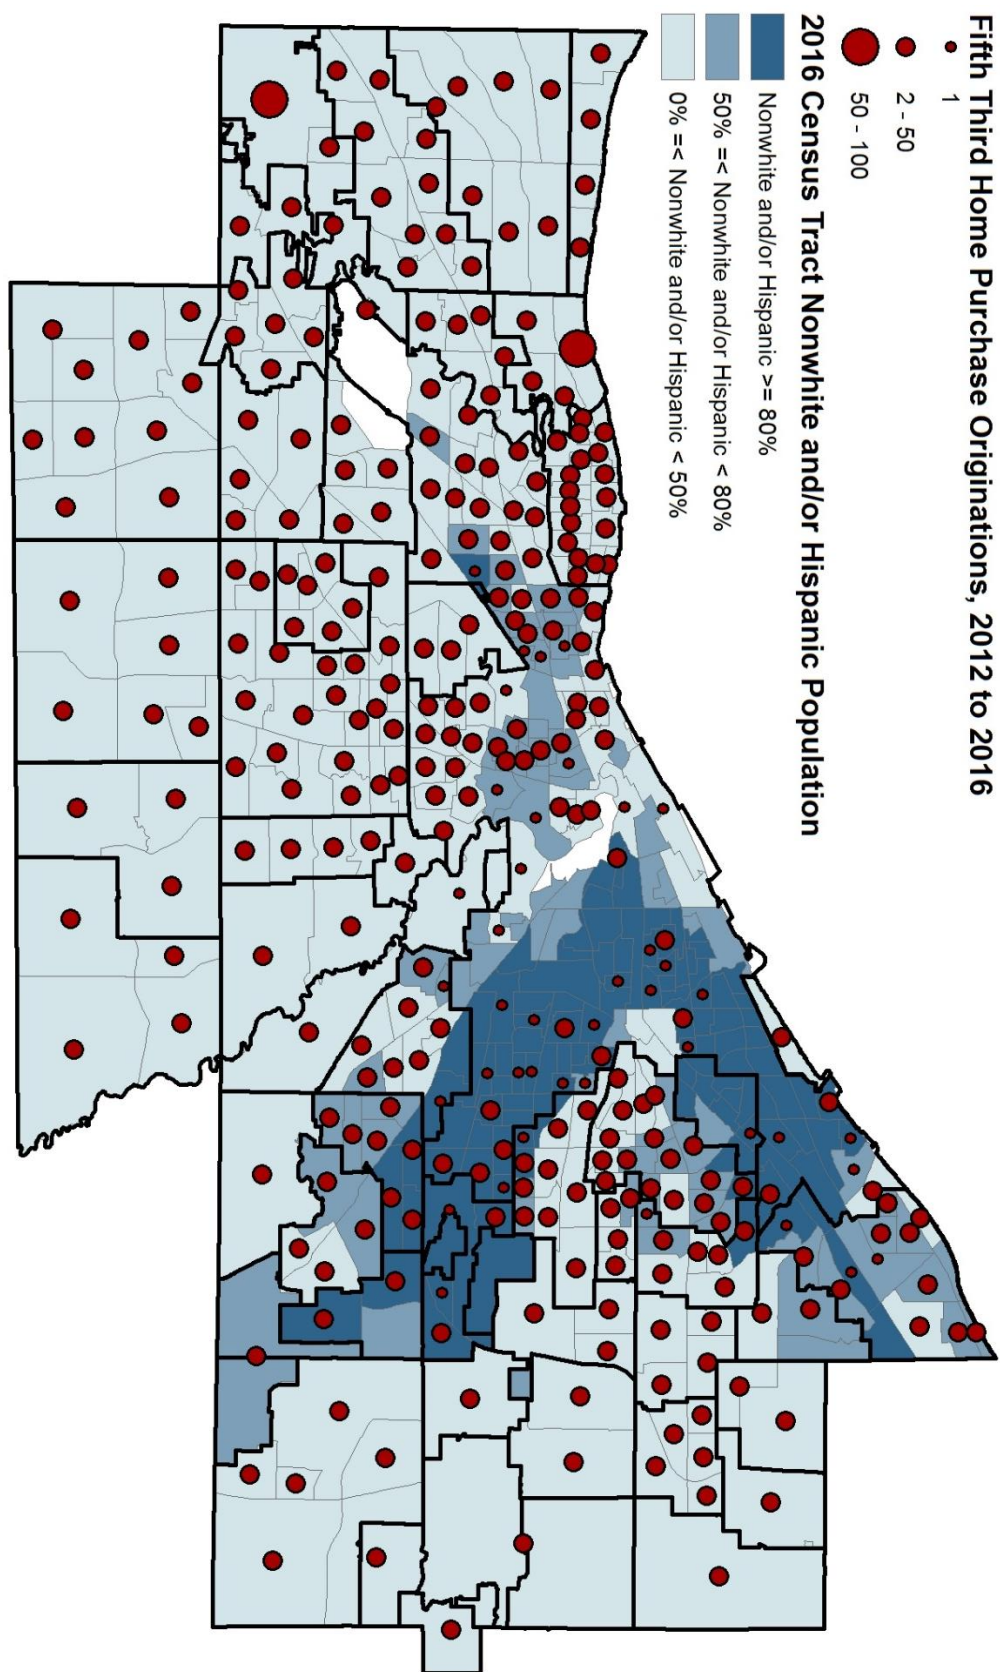 Fifth Third Home Purchase Originations, 2012 to 2016
1
2 - 50
50 - 100
2016 Census Tract Nonwhite and/or Hispanic Population
Nonwhite and/or Hispanic >= 80%
50% =< Nonwhite and/or Hispanic < 80%
0% =< Nonwhite and/or Hispanic < 50%